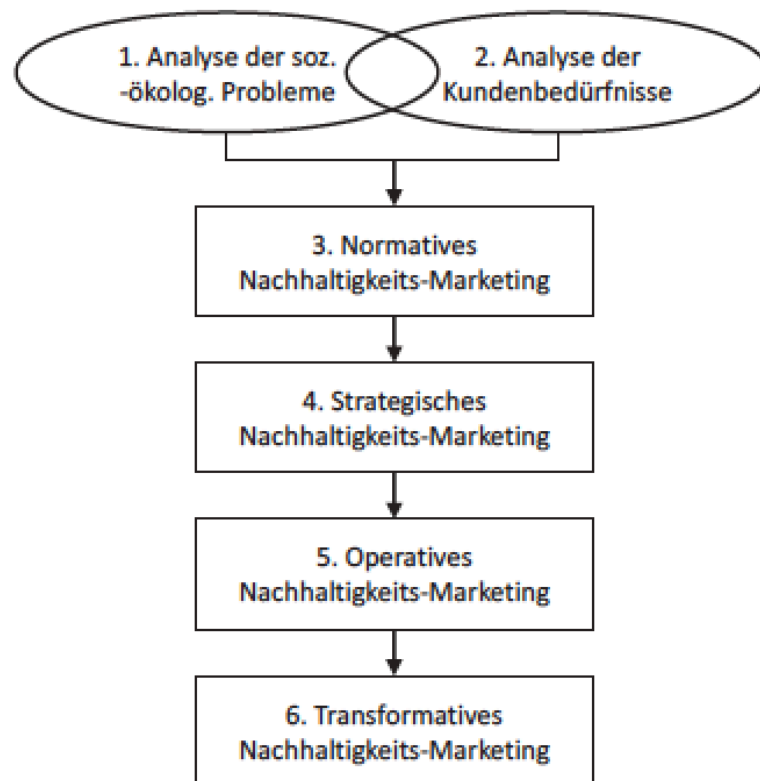 1. Analyse der soz.
-ökolog. Probleme
2. Analyse der
Kundenbedürfnisse
3. Normatives
Nachhaltigkeits-Marketing
4. Strategisches
Nachhaltigkeits-Marketing
5. Operatives
Nachhaltigkeits-Marketing
6. Transformatives
Nachhaltigkeits-Marketing